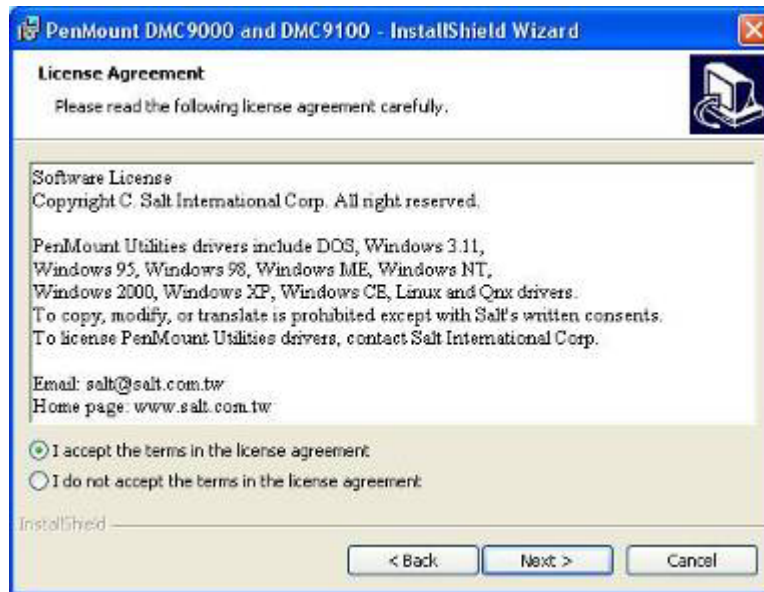 PenMount DMC9000 and DMC9100 - InstallShield Wizard
License Agreement
Please read the following license agreement carefully.
Software License
Copyright C. Salt International Corp. All right reserved.
PenMount Utilities drivers include DOS, Windows 3.11,
Windows 95, Windows 98, Windows ME, Windows NT,
Windows 2000, Windows XP, Windows CE, Linux and Qnx drivers.
To copy, modify, or translate is prohibited except with Salt's written consents.
To license PenMount Utilities drivers, contact Salt International Corp.
Email: salt@salt.com.tw
Home page: www.salt.com.tw
I accept the terms in the license agreement
I do not accept the terms in the license agreement
InstallShield
< Back
Next >
Cancel